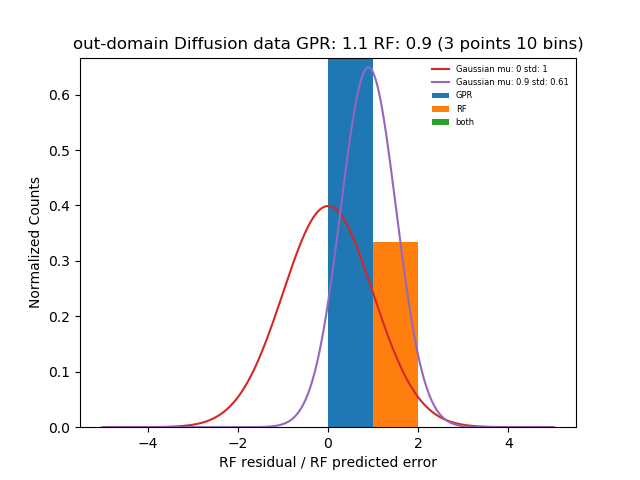 out-domain Diffusion data GPR: 1.1 RF: 0.9 (3 points 10 bins)
Gaussian mu: 0 std: 1
Gaussian mu: 0.9 std: 0.61
GPR
RF
both
Normalized Counts
0.6
0.5
0.4
0.3
0.2
0.1
0.0
−4 −2 0 2 4
RF residual / RF predicted error